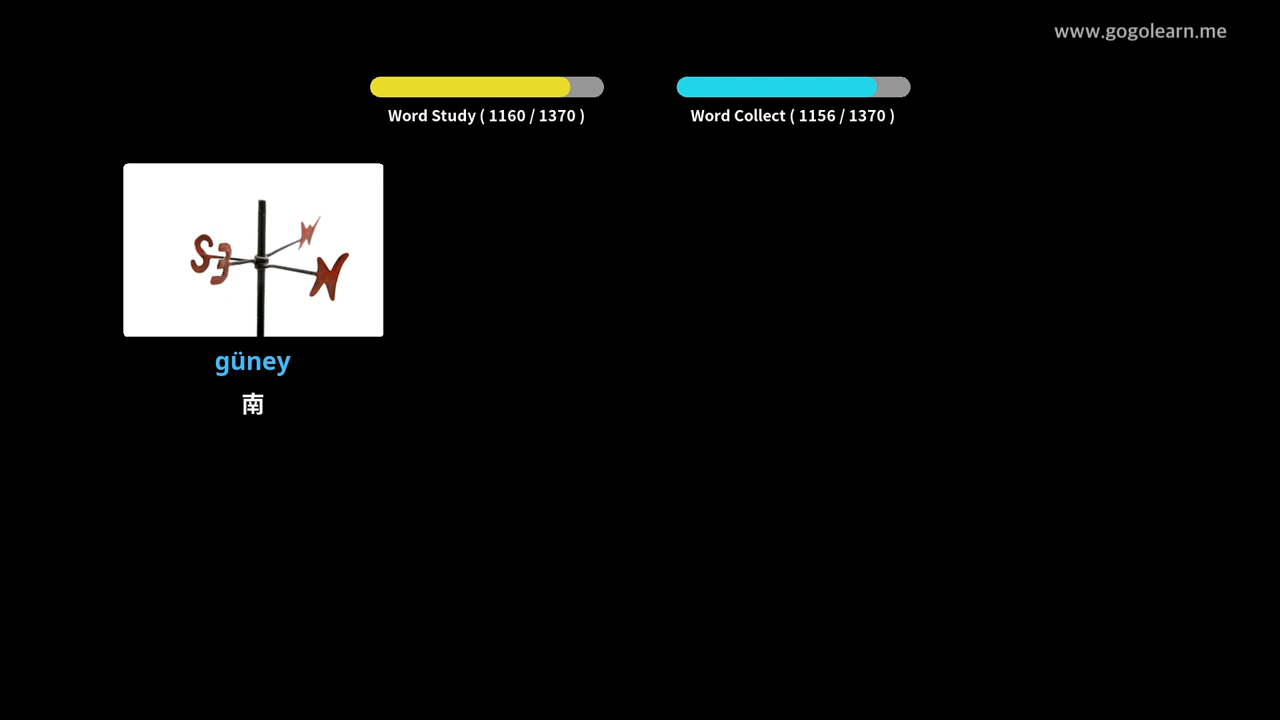 www.gogolearn.me
Word Study ( 1160 / 1370 )
Word Collect ( 1156 / 1370 )
S E W N
güney
南